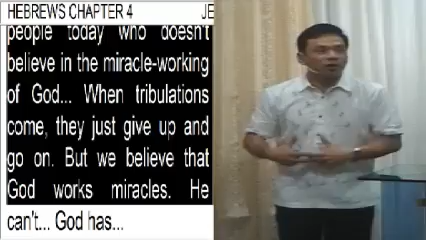 HEBREWS CHAPTER 4 JE
people today who doesn't
believe in the miracle-working
of God... When tribulations
come, they just give up and
go on. But we believe that
God works miracles. He
can't... God has...